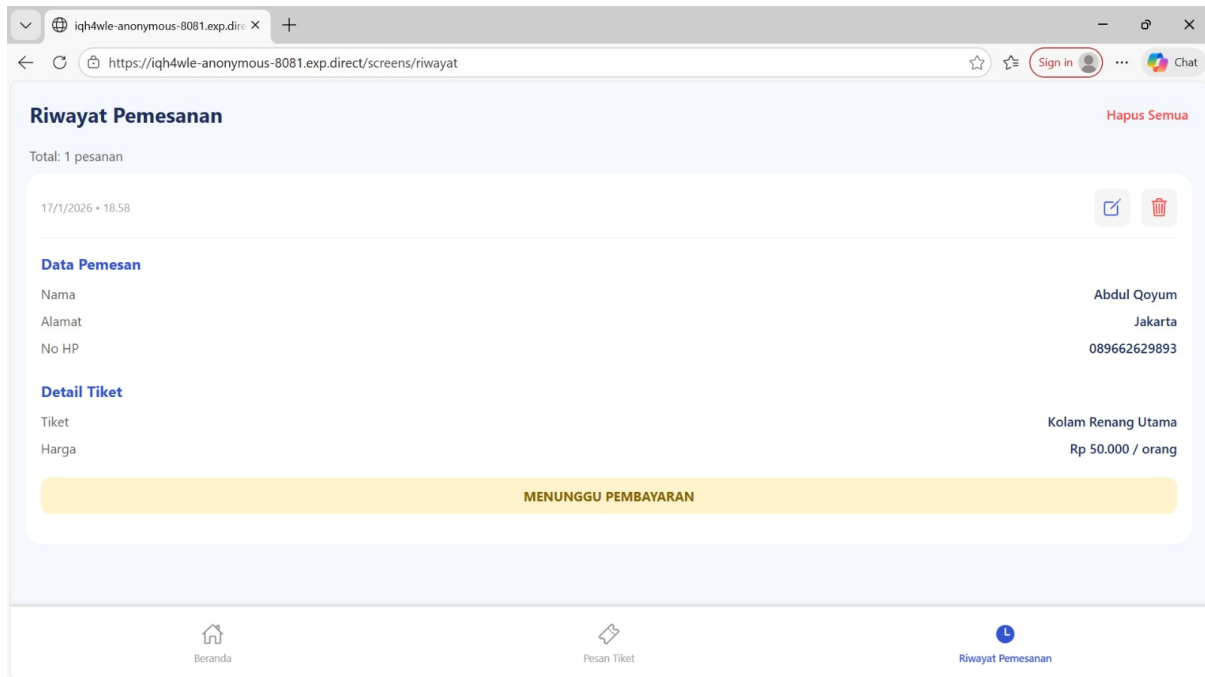 iqh4wle-anonymous-8081.exp.dire
https://iqh4wle-anonymous-8081.exp.direct/screens/riwayat
Sign in
Chat
Riwayat Pemesanan
Hapus Semua
Total: 1 pesanan
17/1/2026 • 18.58
Data Pemesan
Nama Abdul Qoyum
Alamat Jakarta
No HP 089662629893
Detail Tiket
Tiket Kolam Renang Utama
Harga Rp 50.000 / orang
MENUNGGU PEMBAYARAN
Beranda
Pesan Tiket
Riwayat Pemesanan